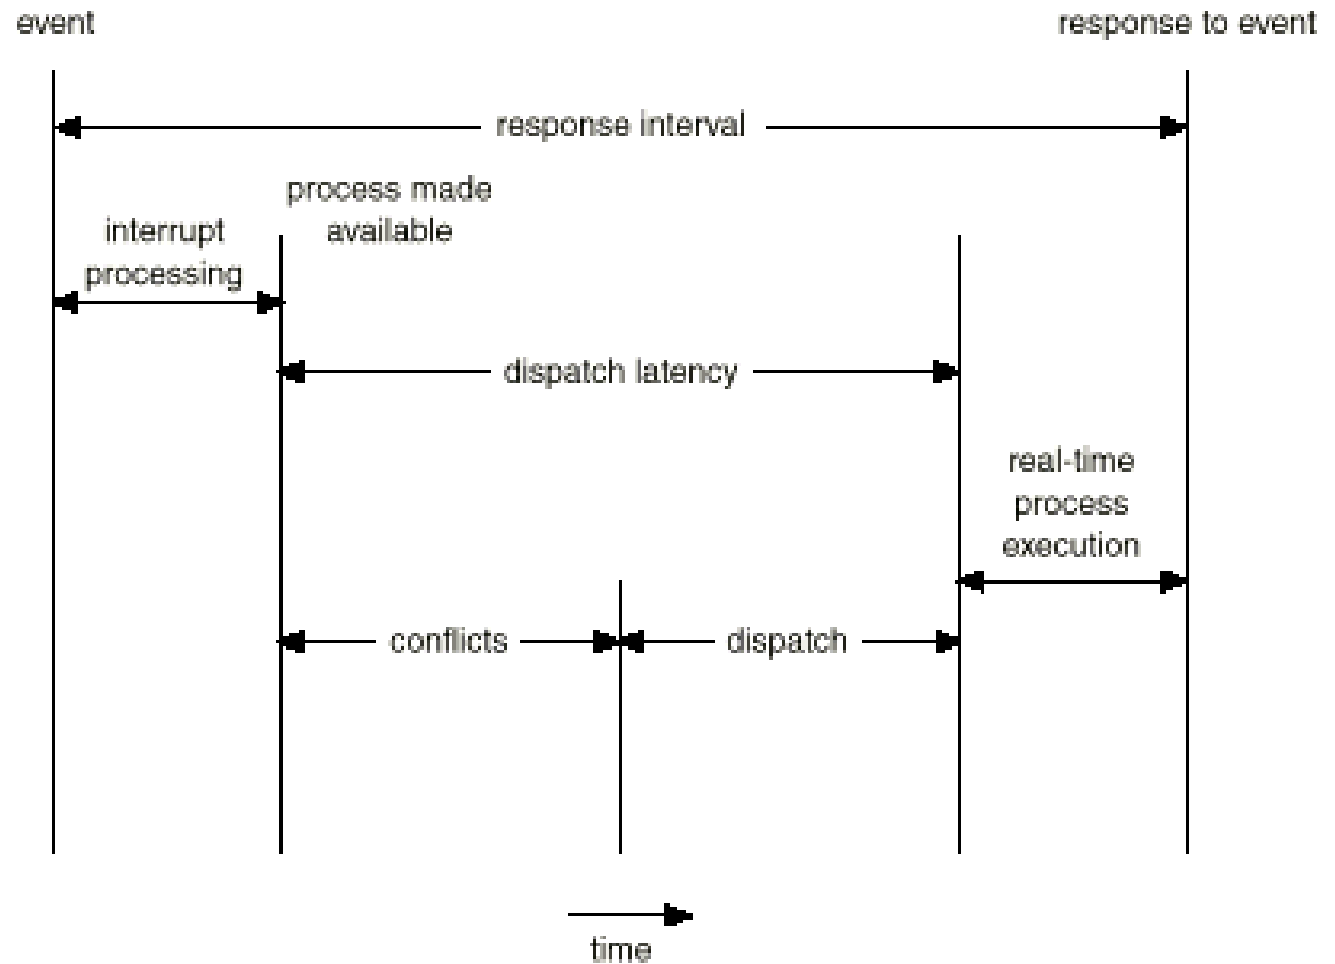 event
response to event
response interval
process made
available
interrupt
processing
dispatch latency
real-time
process
execution
conflicts
dispatch
time